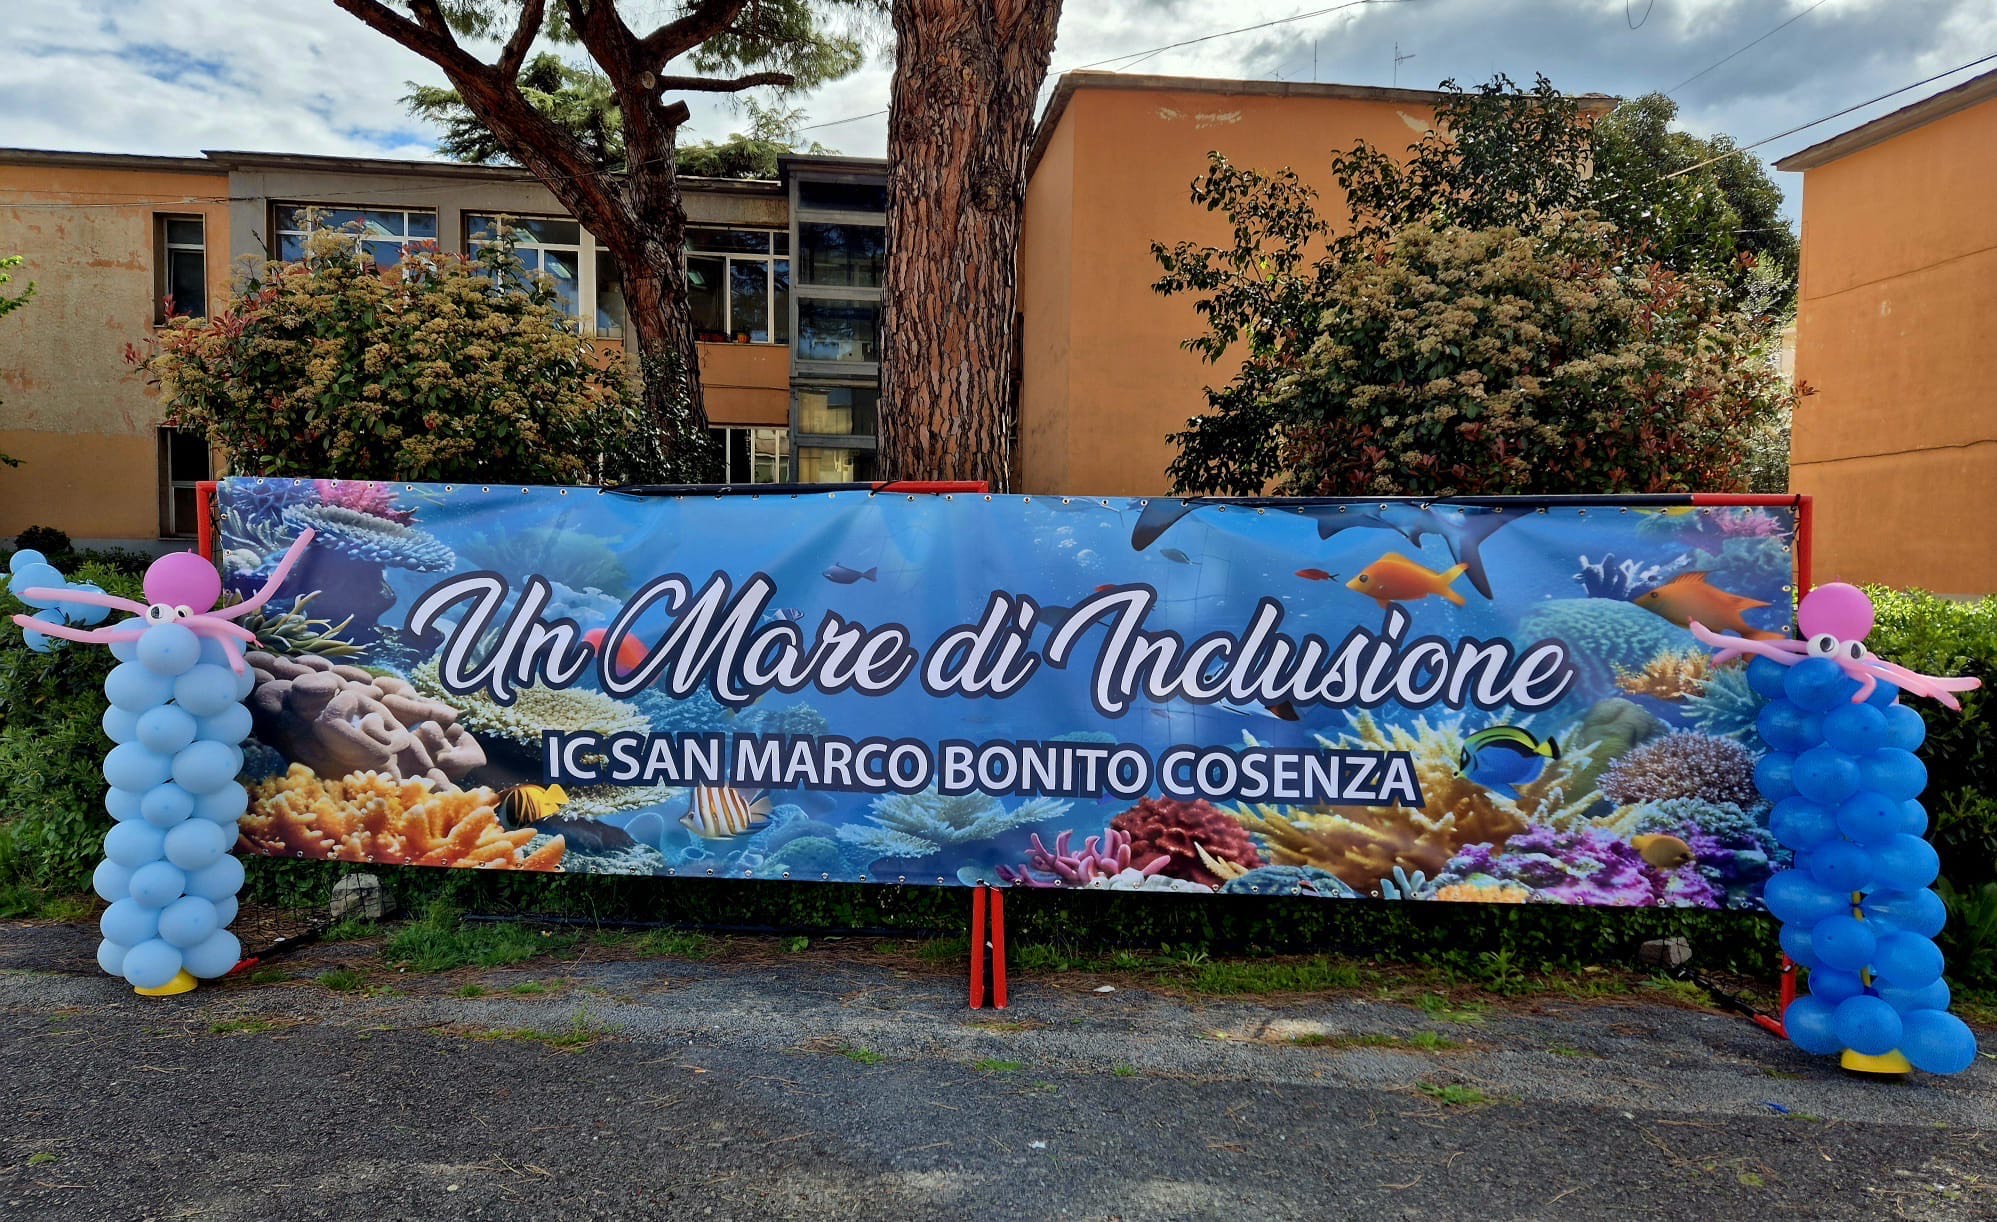 Un Mare di Inclusione
IC SAN MARCO BONITO COSENZA